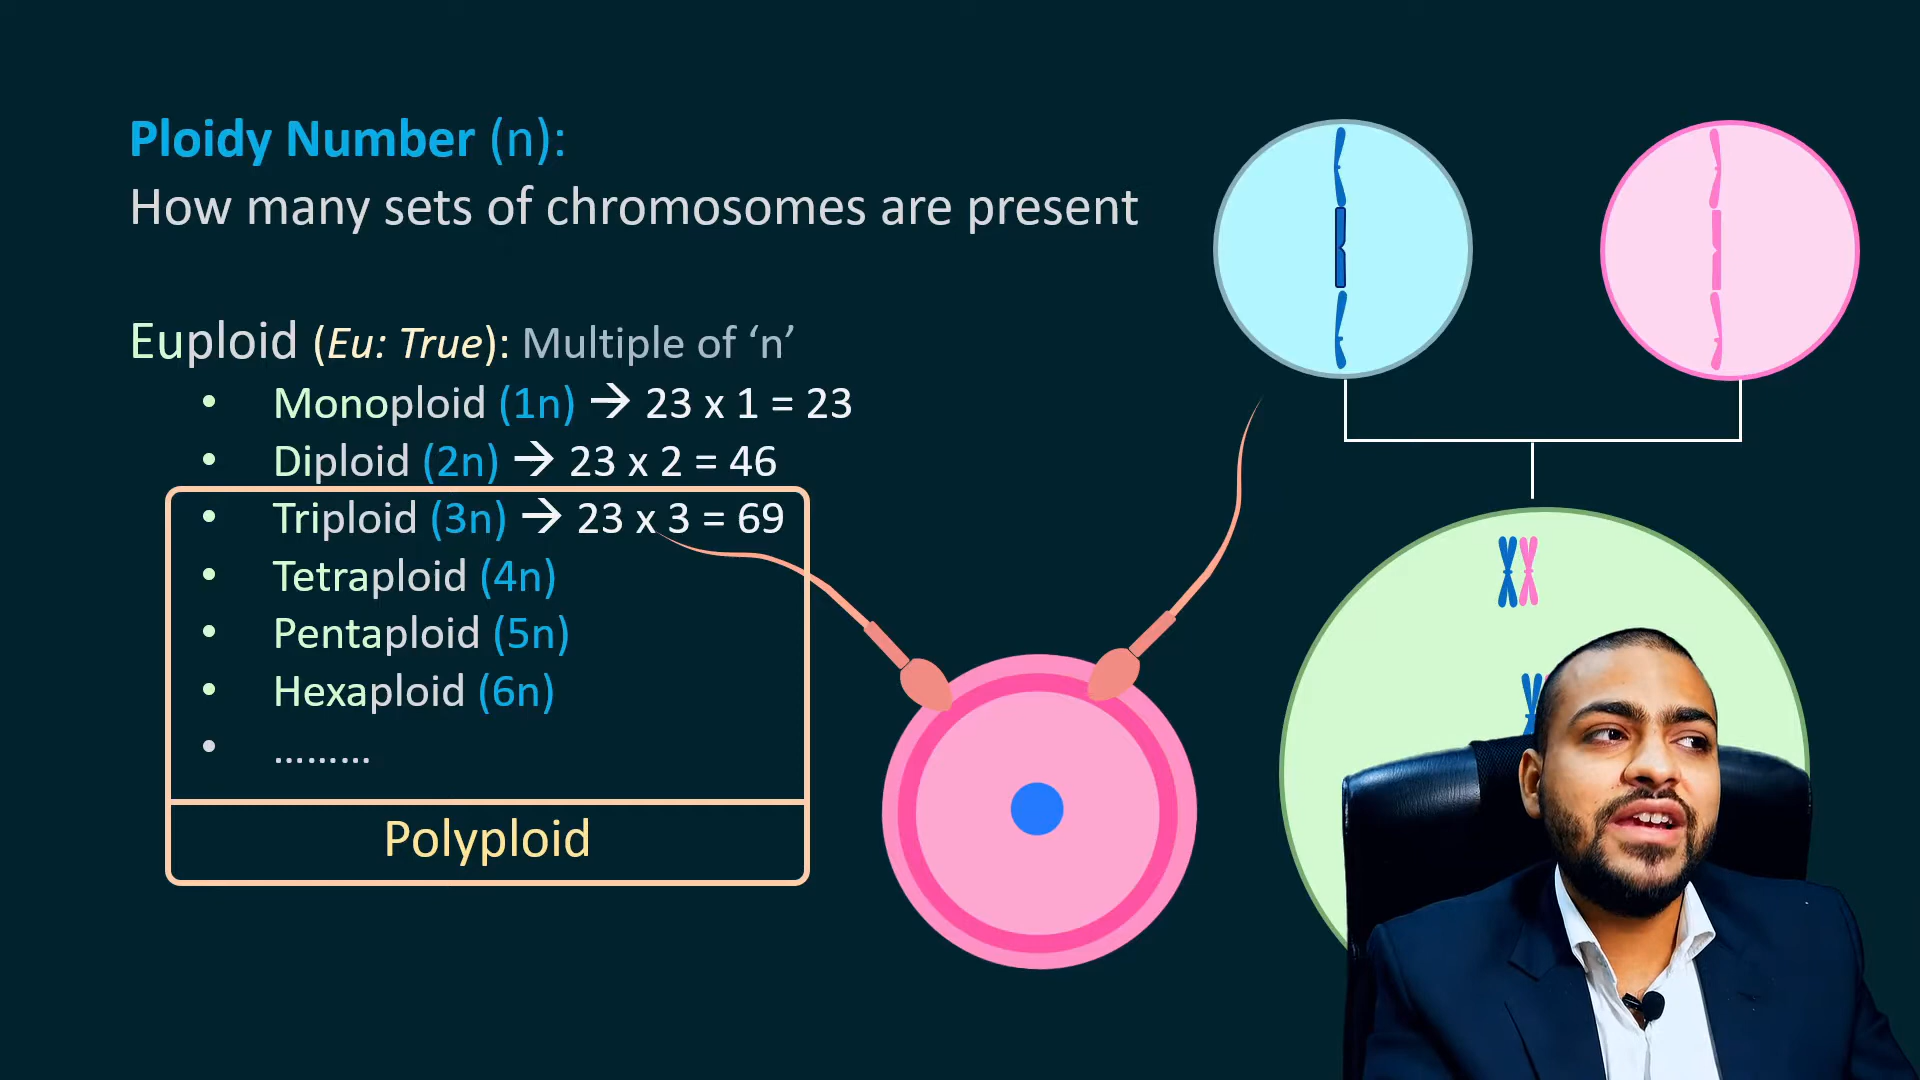 Ploidy Number (n):
How many sets of chromosomes are present
Euploid (Eu: True): Multiple of ‘n’
• Monoploid (1n) → 23 x 1 = 23
• Diploid (2n) → 23 x 2 = 46
• Triploid (3n) → 23 x 3 = 69
• Tetraploid (4n)
• Pentaploid (5n)
• Hexaploid (6n)
• .........
Polyploid